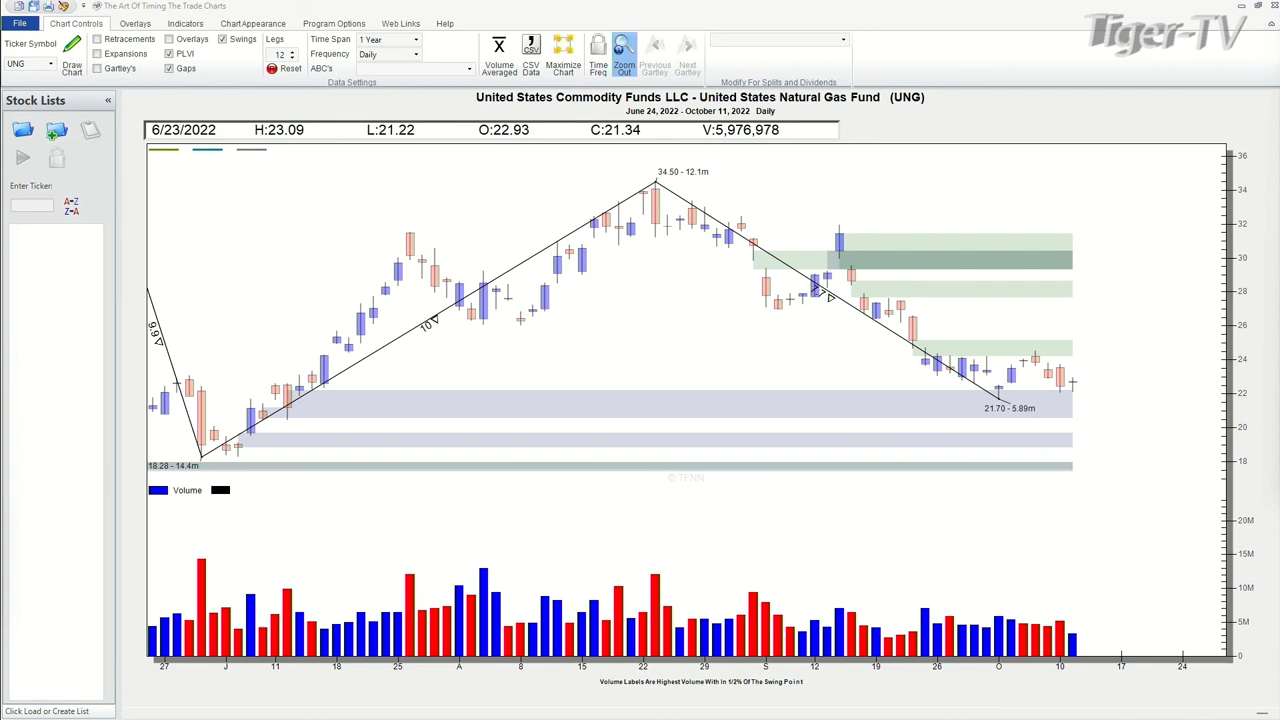 The Art Of Timing The Trade Charts
Tiger-TV
File Chart Controls Overlays Indicators Chart Appearance Program Options Web Links Help
Ticker Symbol
UNG
Draw Chart
Retracements Overlays Swings
Expansions PLVI
Gartley's Gaps
Legs
12
Reset
Time Span 1 Year
Frequency Daily
ABC's
Data Settings
Volume Averaged
CSV
CSV Data
Maximize Chart
Time Freq
Zoom Out
Previous Gartley
Next Gartley
Modify For Splits and Dividends
Stock Lists «
Enter Ticker:
A-Z
Z-A
Click Load or Create List
United States Commodity Funds LLC - United States Natural Gas Fund (UNG)
June 24, 2022 - October 11, 2022 Daily
6/23/2022 H:23.09 L:21.22 O:22.93 C:21.34 V:5,976,978
34.50 - 12.1m
9.6
10
7
21.70 - 5.89m
18.28 - 14.4m
© TFNN
36
34
32
30
28
26
24
22
20
18
Volume
20M
15M
10M
5M
0
27 J 11 18 25 A 8 15 22 29 S 12 19 26 O 10 17 24
Volume Labels Are Highest Volume With In 1/2% Of The Swing Point